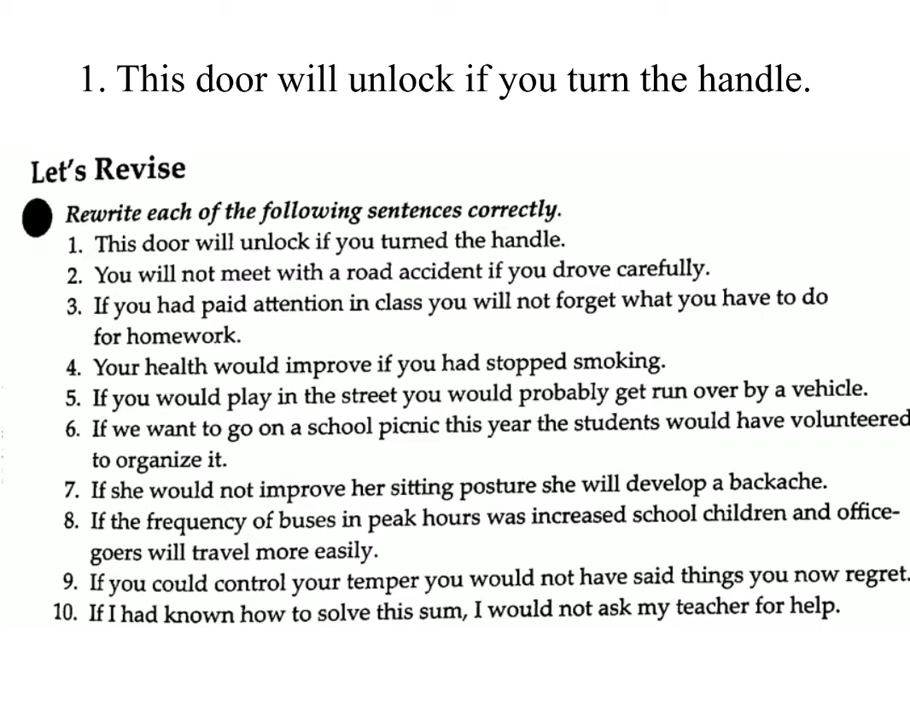 1. This door will unlock if you turn the handle.
Let's Revise
Rewrite each of the following sentences correctly.
1. This door will unlock if you turned the handle.
2. You will not meet with a road accident if you drove carefully.
3. If you had paid attention in class you will not forget what you have to do
for homework.
4. Your health would improve if you had stopped smoking.
5. If you would play in the street you would probably get run over by a vehicle.
6. If we want to go on a school picnic this year the students would have volunteered
to organize it.
7. If she would not improve her sitting posture she will develop a backache.
8. If the frequency of buses in peak hours was increased school children and office-
goers will travel more easily.
9. If you could control your temper you would not have said things you now regret.
10. If I had known how to solve this sum, I would not ask my teacher for help.